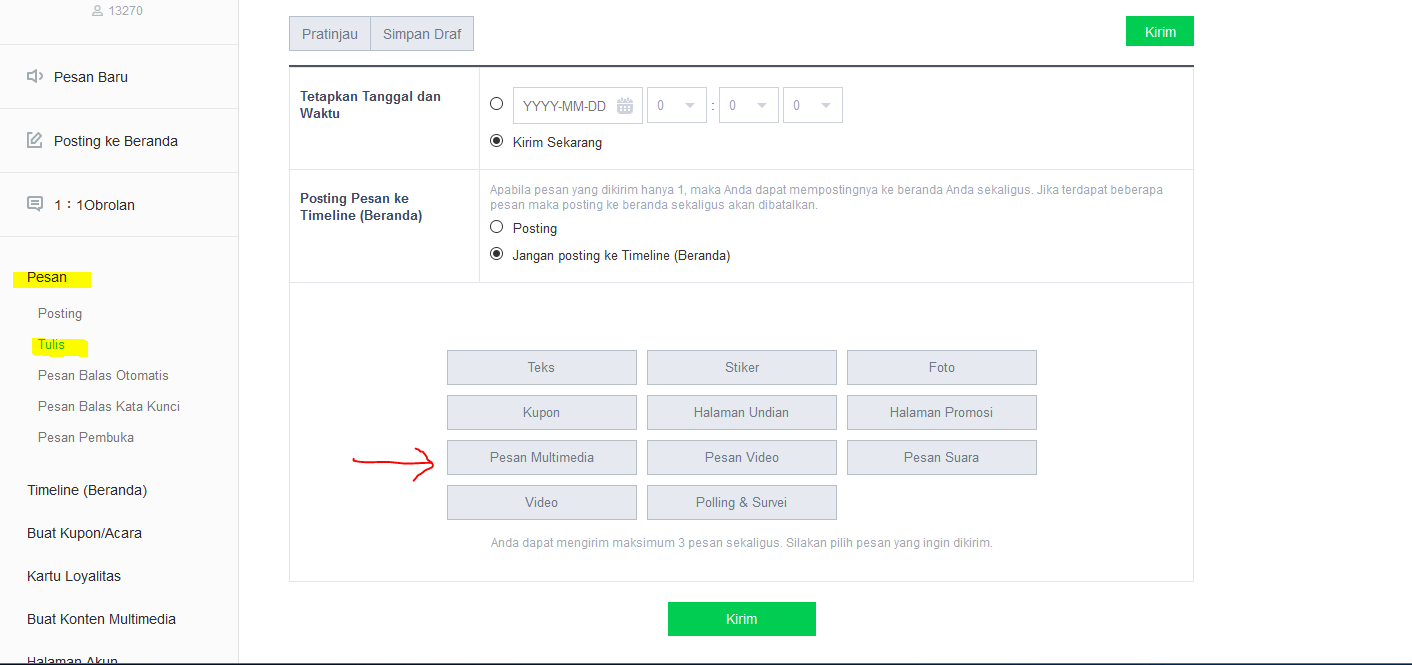 13270
Pesan Baru
Posting ke Beranda
1：1Obrolan
Pesan
Posting
Tulis
Pesan Balas Otomatis
Pesan Balas Kata Kunci
Pesan Pembuka
Timeline (Beranda)
Buat Kupon/Acara
Kartu Loyalitas
Buat Konten Multimedia
Halaman Akun
Pratinjau
Simpan Draf
Kirim
Tetapkan Tanggal dan
Waktu
YYYY-MM-DD
0 : 0 0
Kirim Sekarang
Posting Pesan ke
Timeline (Beranda)
Apabila pesan yang dikirim hanya 1, maka Anda dapat mempostingnya ke beranda Anda sekaligus. Jika terdapat beberapa
pesan maka posting ke beranda sekaligus akan dibatalkan.
Posting
Jangan posting ke Timeline (Beranda)
Teks
Stiker
Foto
Kupon
Halaman Undian
Halaman Promosi
Pesan Multimedia
Pesan Video
Pesan Suara
Video
Polling & Survei
Anda dapat mengirim maksimum 3 pesan sekaligus. Silakan pilih pesan yang ingin dikirim.
Kirim